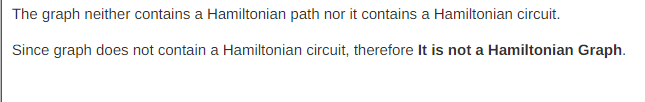 The graph neither contains a Hamiltonian path nor it contains a Hamiltonian circuit.
Since graph does not contain a Hamiltonian circuit, therefore It is not a Hamiltonian Graph.